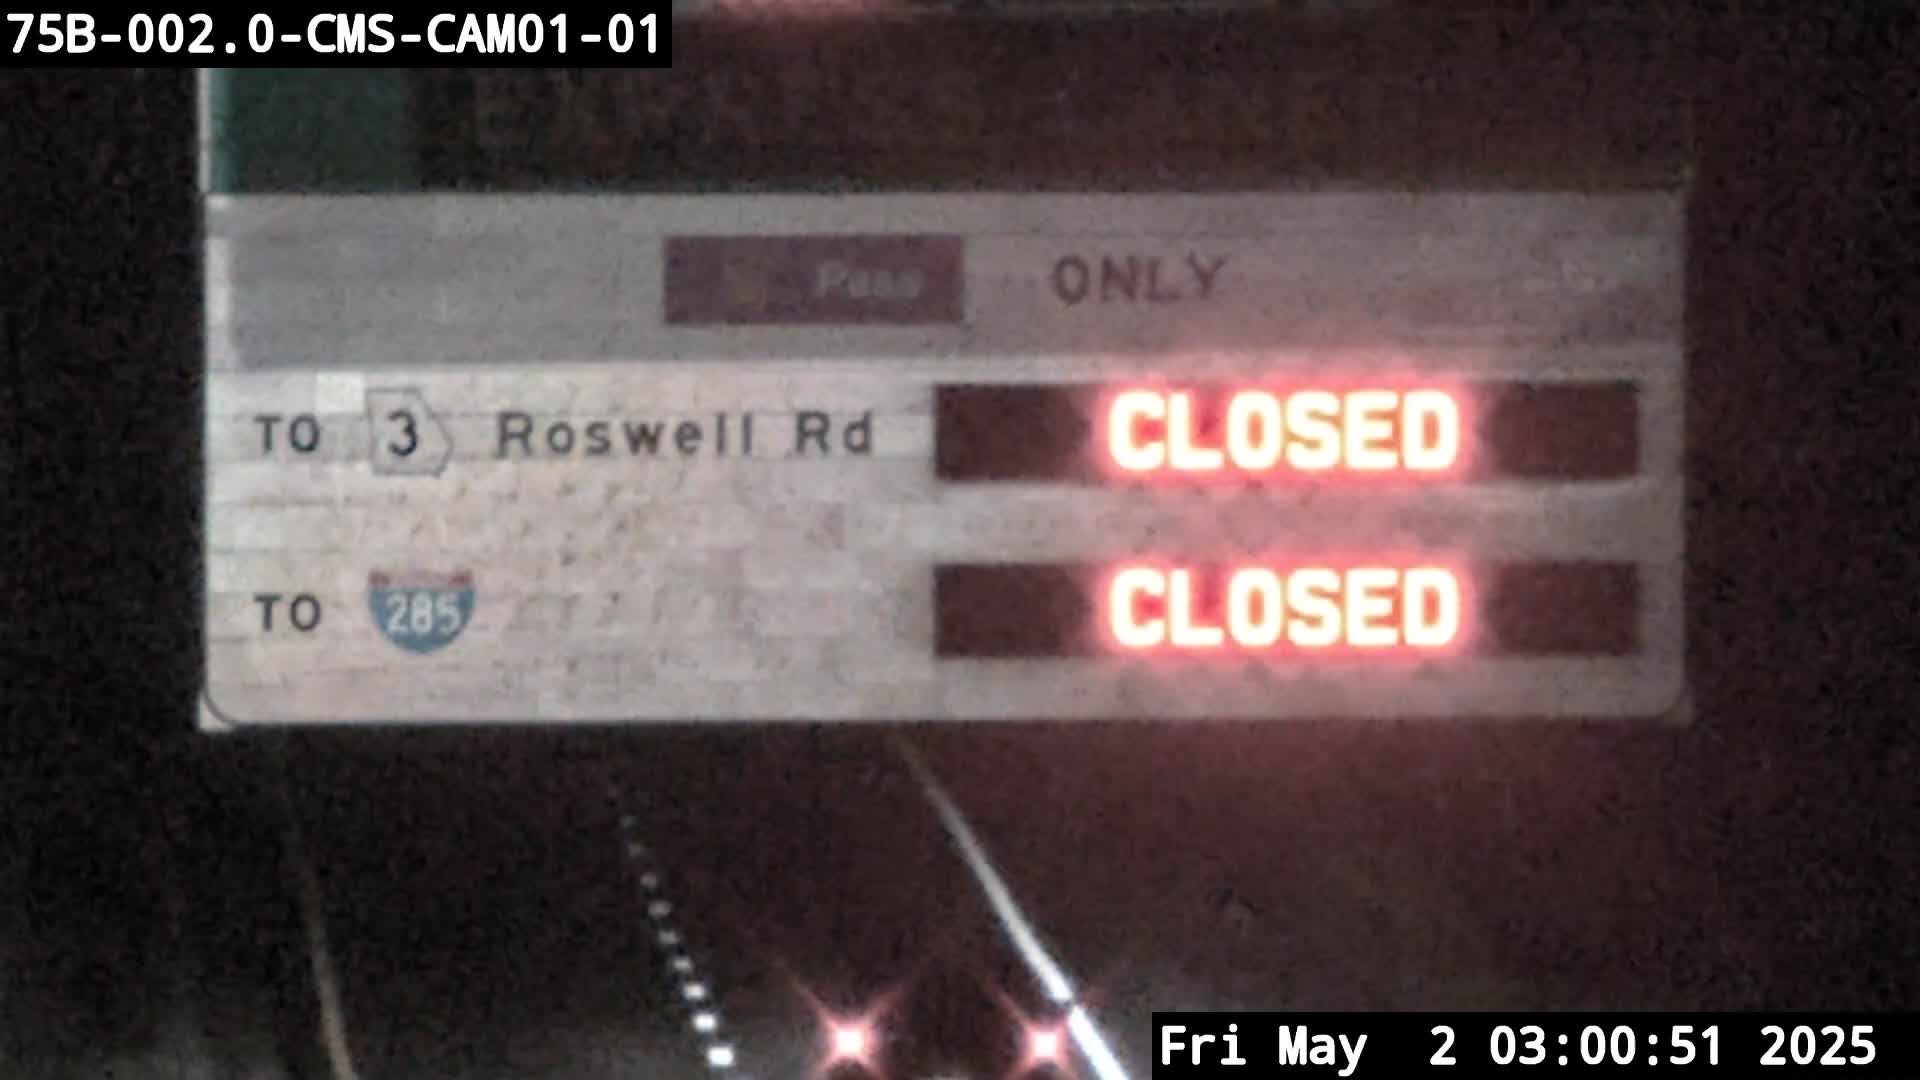 75B-002.0-CMS-CAM01-01
Pass ONLY
TO 3 Roswell Rd CLOSED
TO 285 CLOSED
Fri May 2 03:00:51 2025